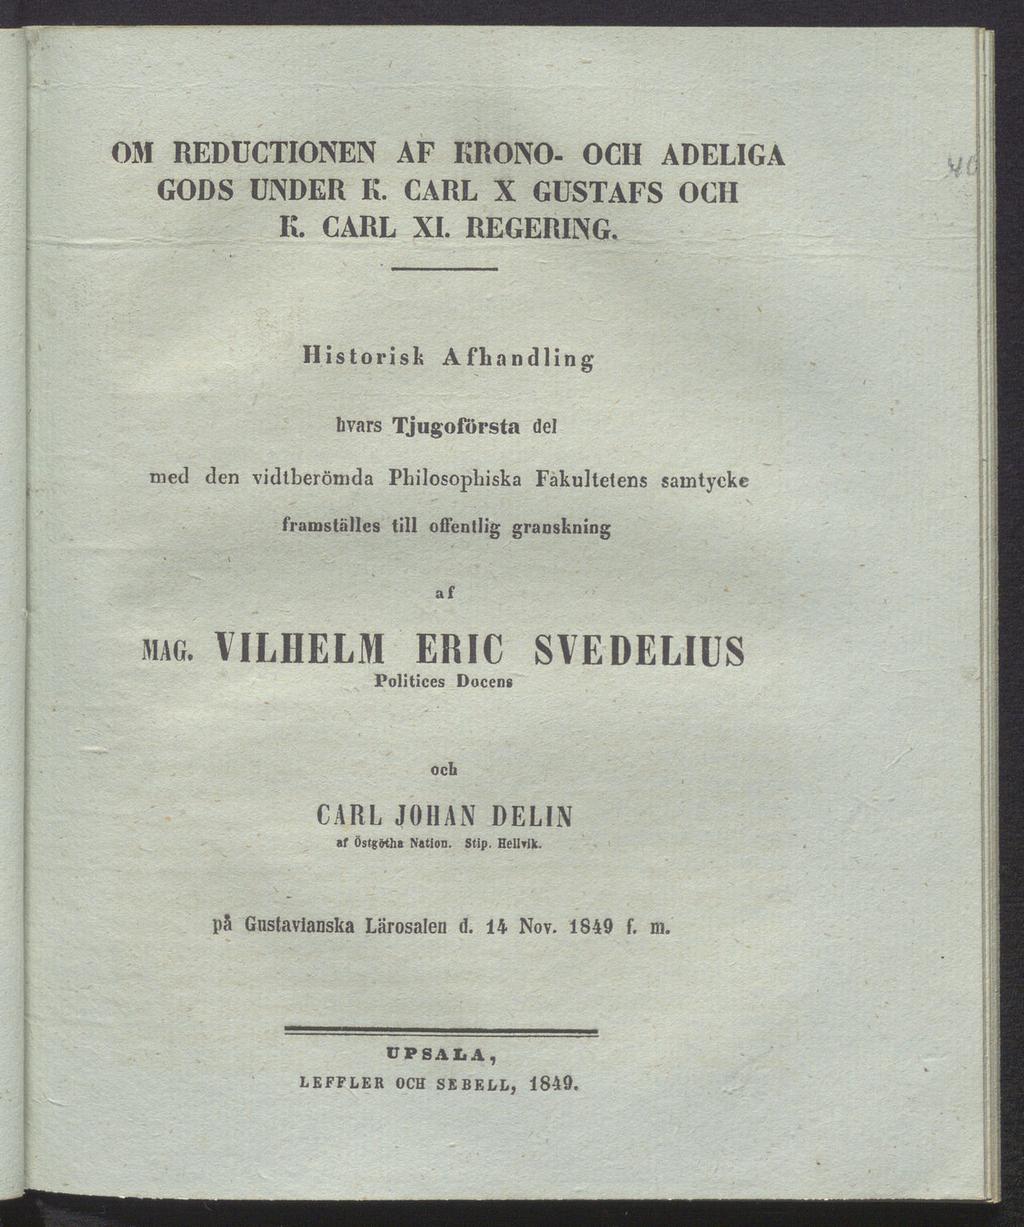 OM REDUCTIONEN AF KRONO- OCH ADELIGA
GODS UNDER K. CARL X GUSTAFS OCH
K. CARL XI. REGERING.
Historisk Afhandling
hvars Tjugoförsta del
med den vidtberömda Philosophiska Fakultetens samtycke
framställes till offentlig granskning
af
MAG. VILHELM ERIC SVEDELIUS
Politices Docens
och
CARL JOHAN DELIN
af Östgötha Nation. Stip. Hellvik.
på Gustavianska Lärosalen d. 14 Nov. 1849 f. m.
UPSALA,
LEFFLER OCH SEBELL, 1849.